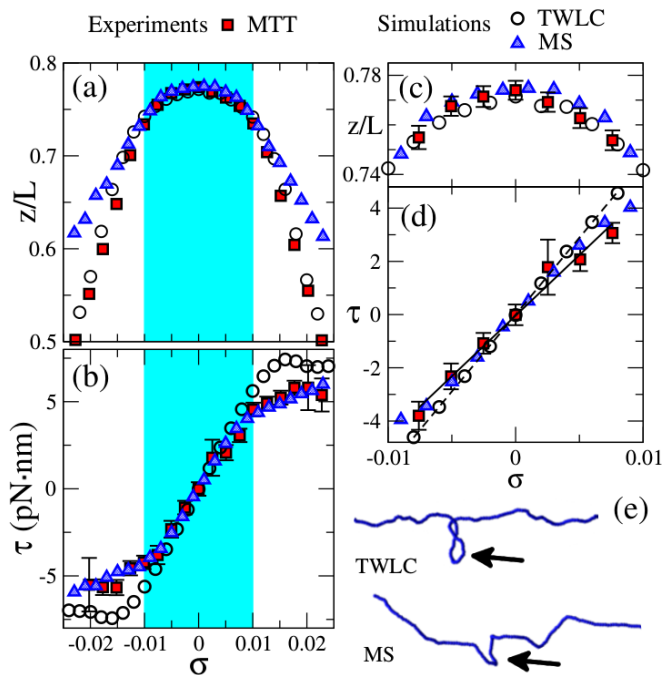 Experiments MTT Simulations TWLC
MS
(a)
z/L
0.8
0.7
0.6
0.5
(b)
τ (pN·nm)
5
0
-5
-0.02 -0.01 0 0.01 0.02
σ
(c)
z/L
0.78
0.74
(d)
τ
4
2
0
-2
-4
-0.01 0 0.01
σ
(e)
TWLC
MS